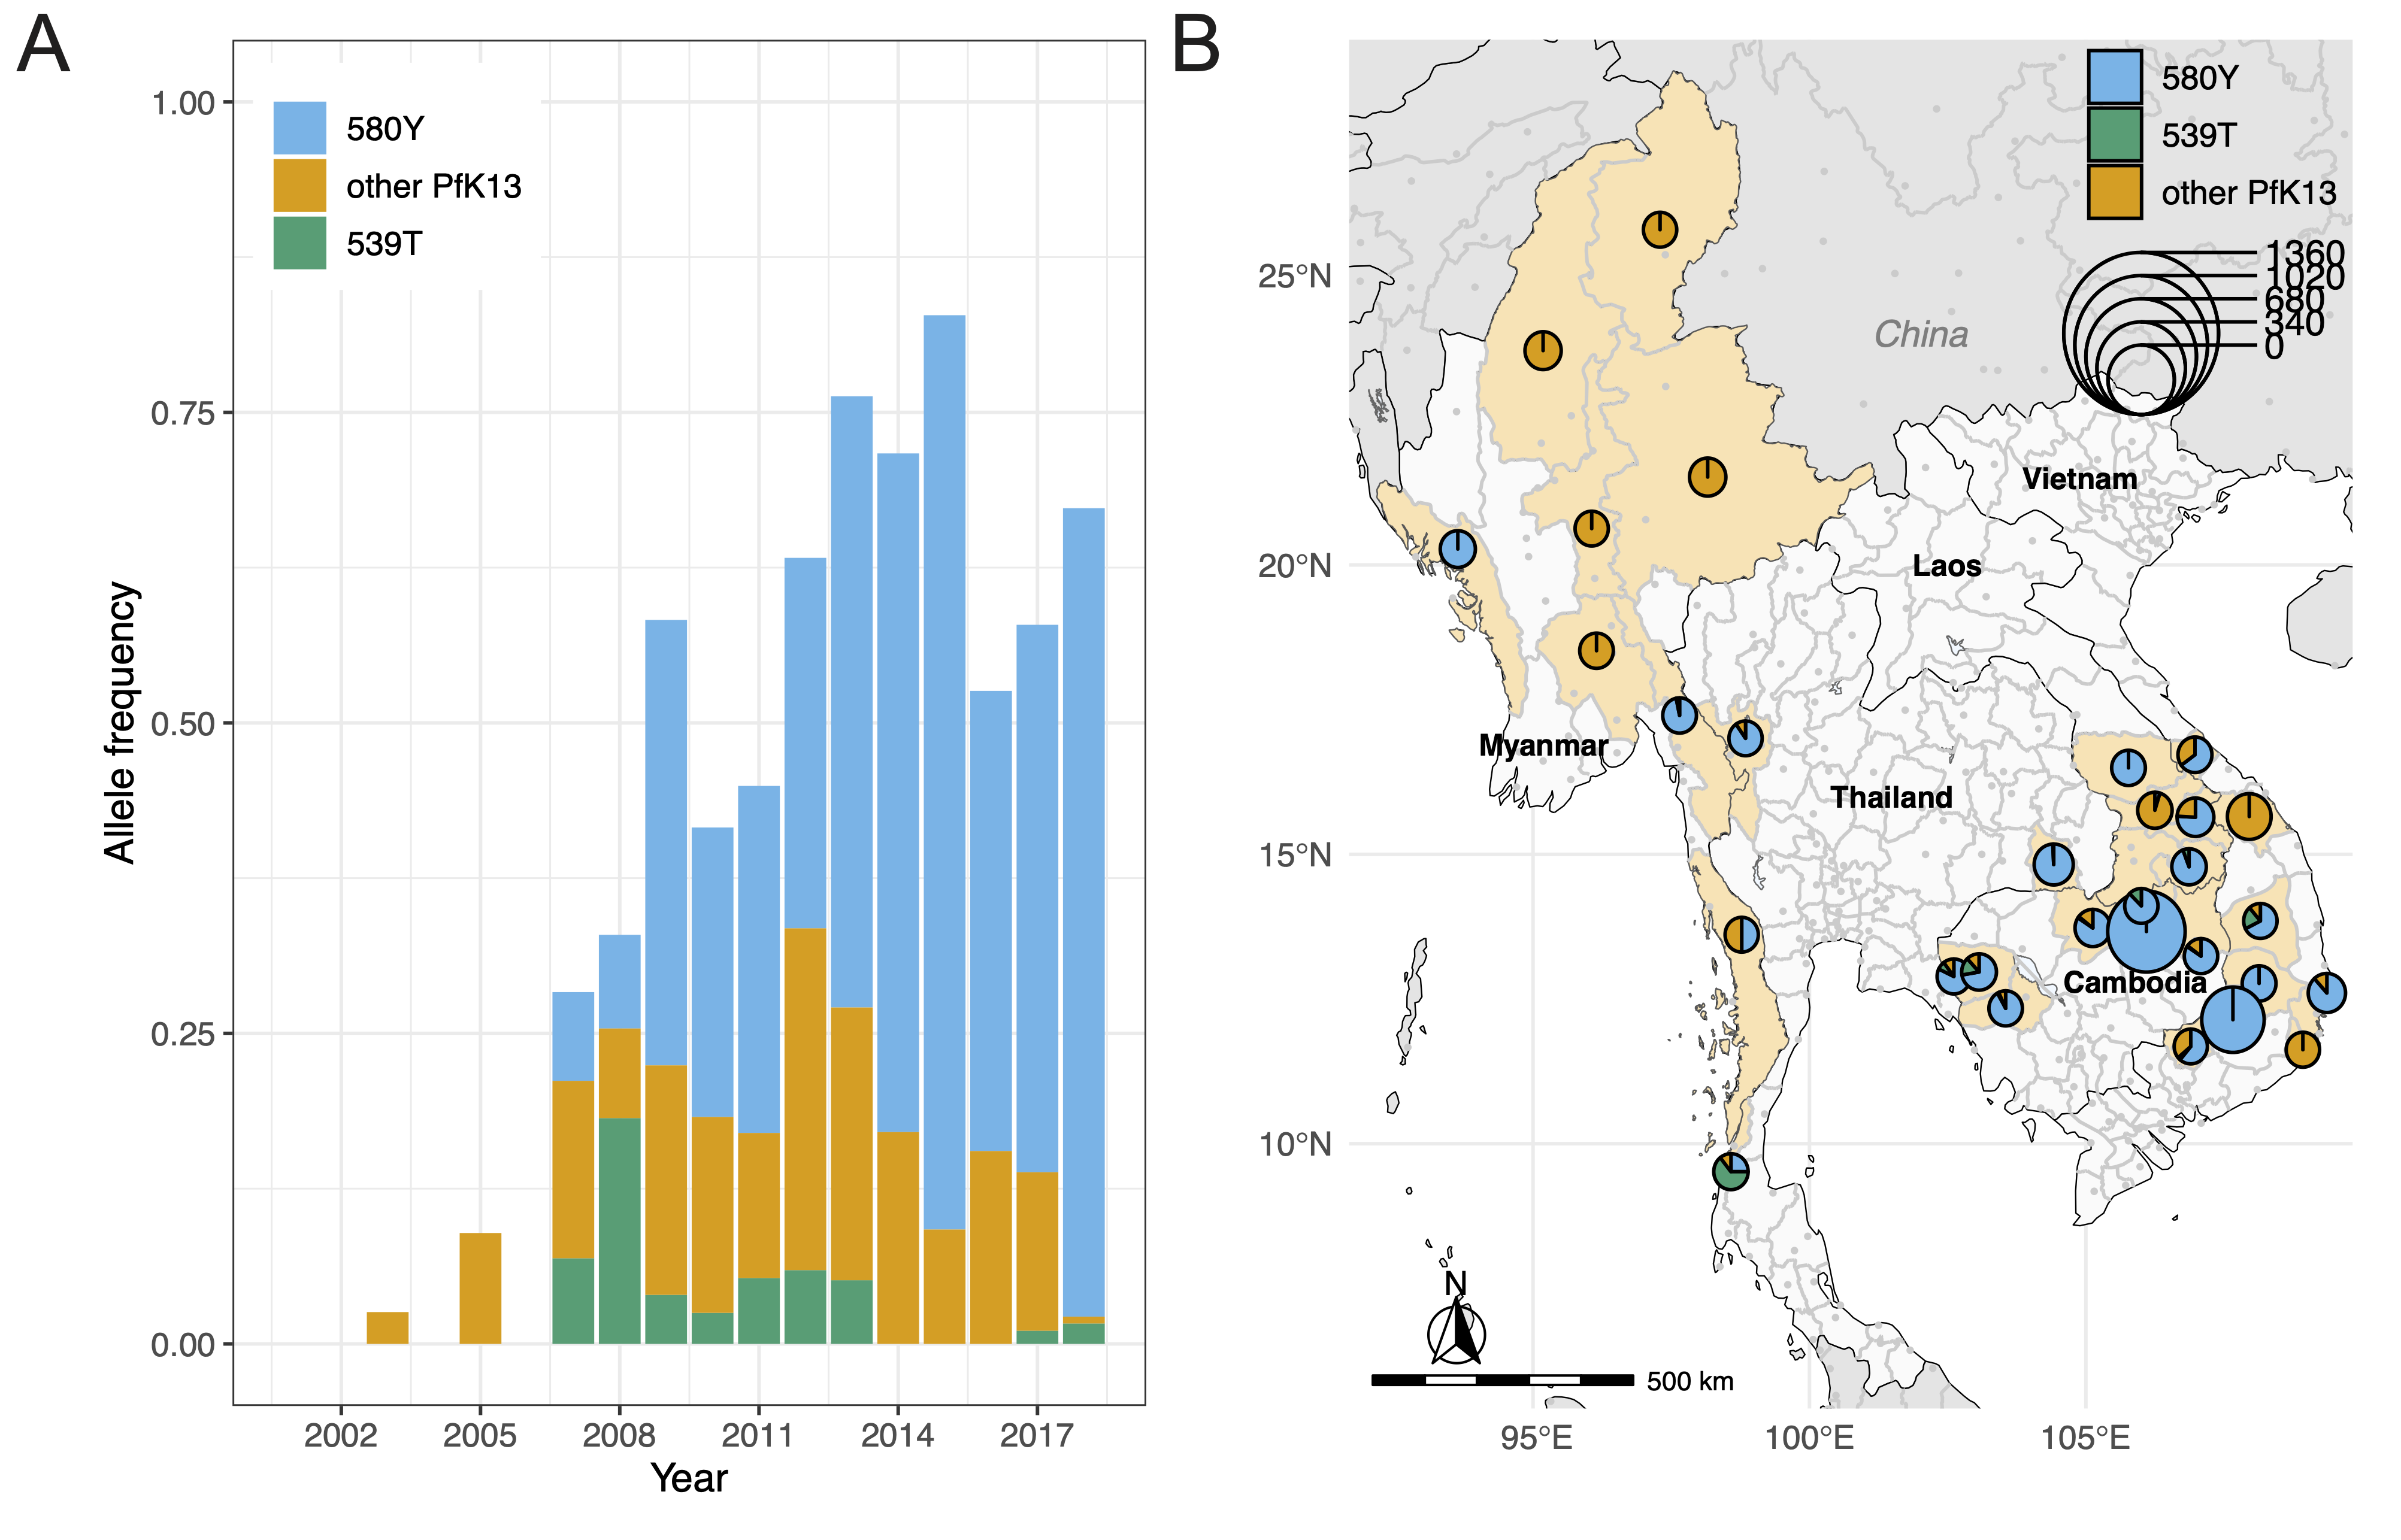 A
1.00
0.75
0.50
0.25
0.00
Allele frequency
580Y
other PfK13
539T
2002 2005 2008 2011 2014 2017
Year
B
580Y
539T
other PfK13
1360
1020
680
340
0
25°N
20°N
15°N
10°N
China
Vietnam
Laos
Myanmar
Thailand
Cambodia
N
500 km
95°E 100°E 105°E